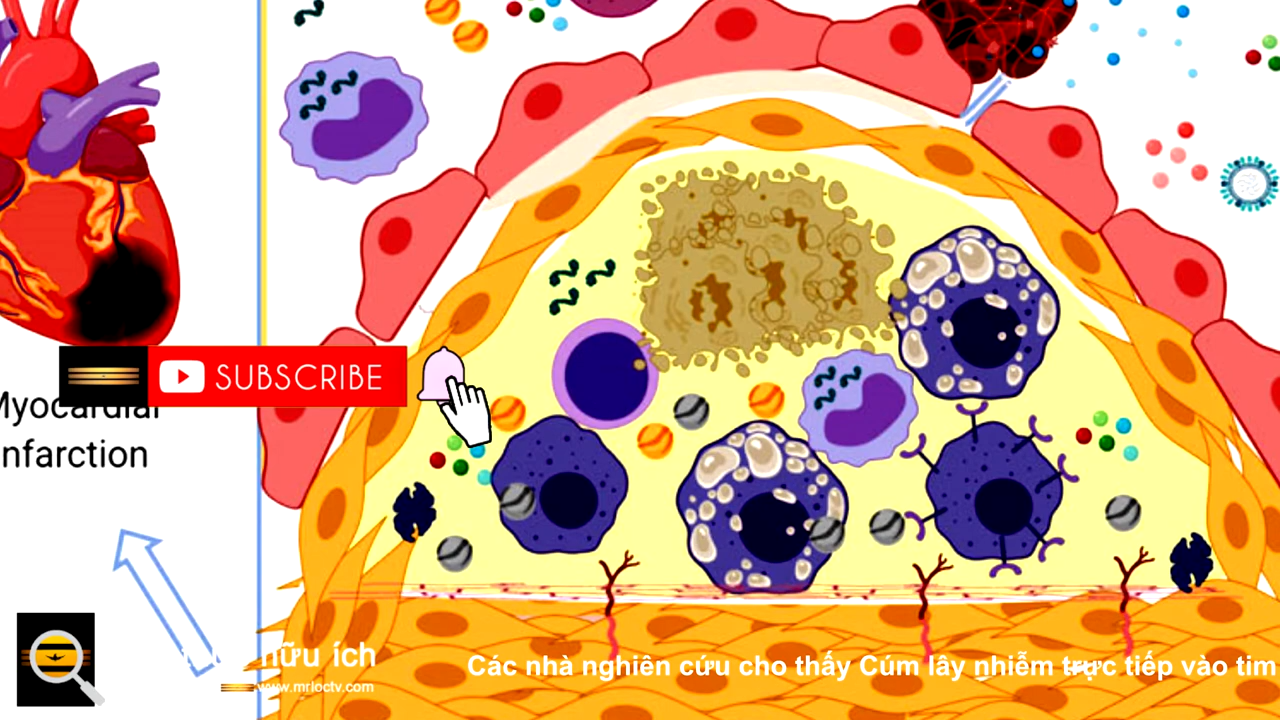 SUBSCRIBE
Myocardial
Infarction
hữu ích
www.mrloctv.com
Các nhà nghiên cứu cho thấy Cúm lây nhiễm trực tiếp vào tim